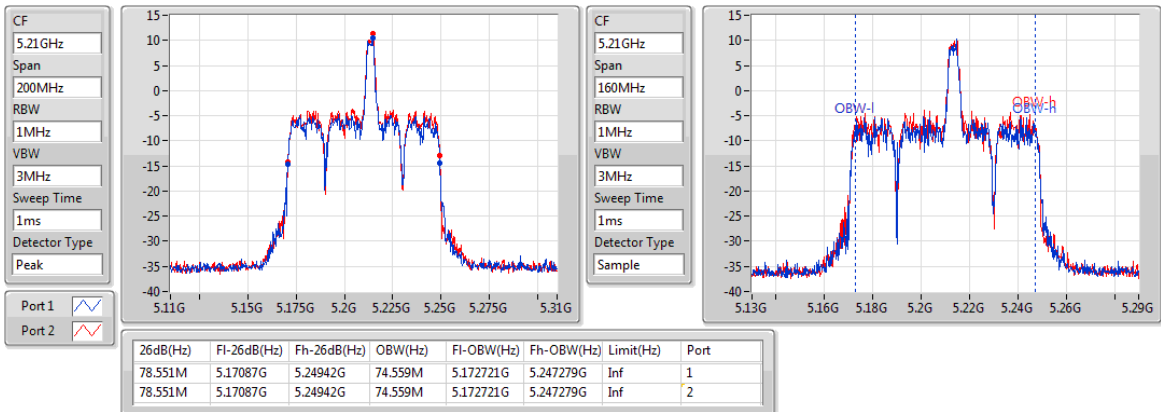 CF
5.21GHz
Span
200MHz
RBW
1MHz
VBW
3MHz
Sweep Time
1ms
Detector Type
Peak
Port 1
Port 2
15
10
5
0
-5
-10
-15
-20
-25
-30
-35
-40
5.11G 5.15G 5.175G 5.2G 5.225G 5.25G 5.275G 5.31G
CF
5.21GHz
Span
160MHz
RBW
1MHz
VBW
3MHz
Sweep Time
1ms
Detector Type
Sample
15
10
5
0
-5
-10
-15
-20
-25
-30
-35
-40
OBW-l
OBW-h
OBW-h
5.13G 5.16G 5.18G 5.2G 5.22G 5.24G 5.26G 5.29G
26dB(Hz) Fl-26dB(Hz) Fh-26dB(Hz) OBW(Hz) Fl-OBW(Hz) Fh-OBW(Hz) Limit(Hz) Port
78.551M 5.17087G 5.24942G 74.559M 5.172721G 5.247279G Inf 1
78.551M 5.17087G 5.24942G 74.559M 5.172721G 5.247279G Inf 2